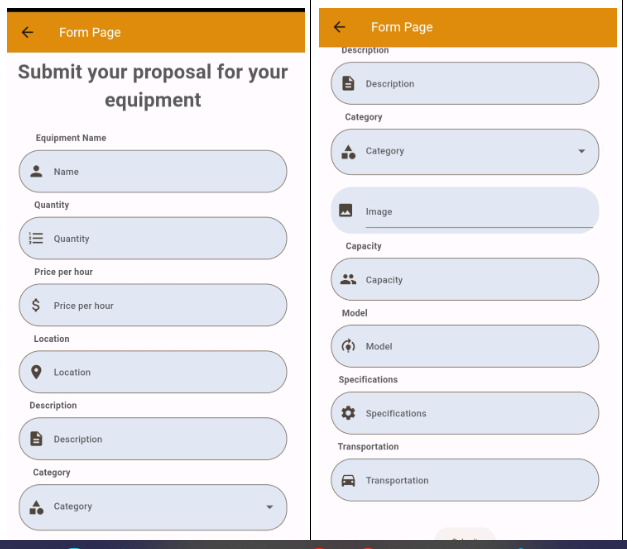 Form Page
Submit your proposal for your
equipment
Equipment Name
Name
Quantity
Quantity
Price per hour
Price per hour
Location
Location
Description
Description
Category
Category
Form Page
Description
Description
Category
Category
Image
Capacity
Capacity
Model
Model
Specifications
Specifications
Transportation
Transportation